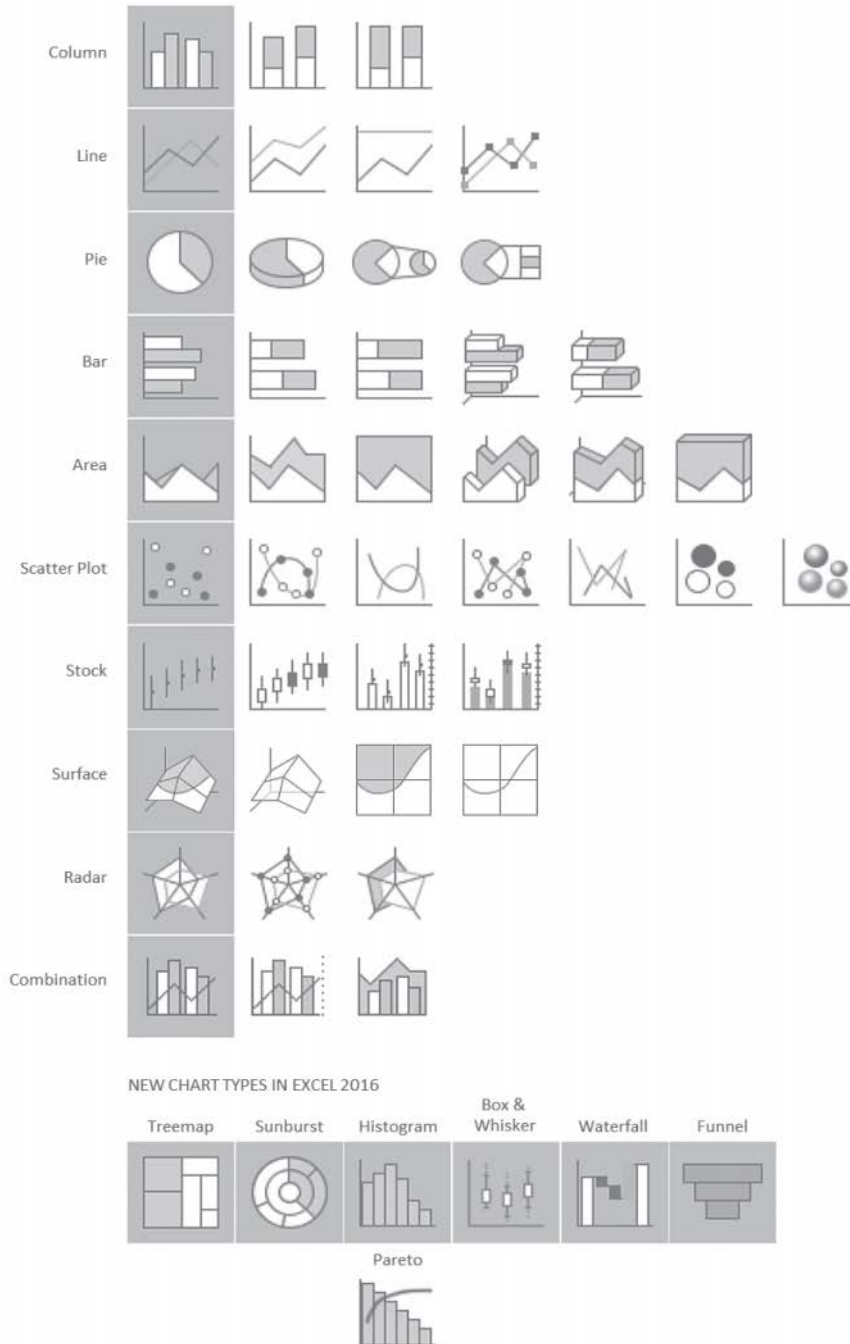 Column
Line
Pie
Bar
Area
Scatter Plot
Stock
Surface
Radar
Combination
NEW CHART TYPES IN EXCEL 2016
Treemap
Sunburst
Histogram
Box &
Whisker
Waterfall
Funnel
Pareto